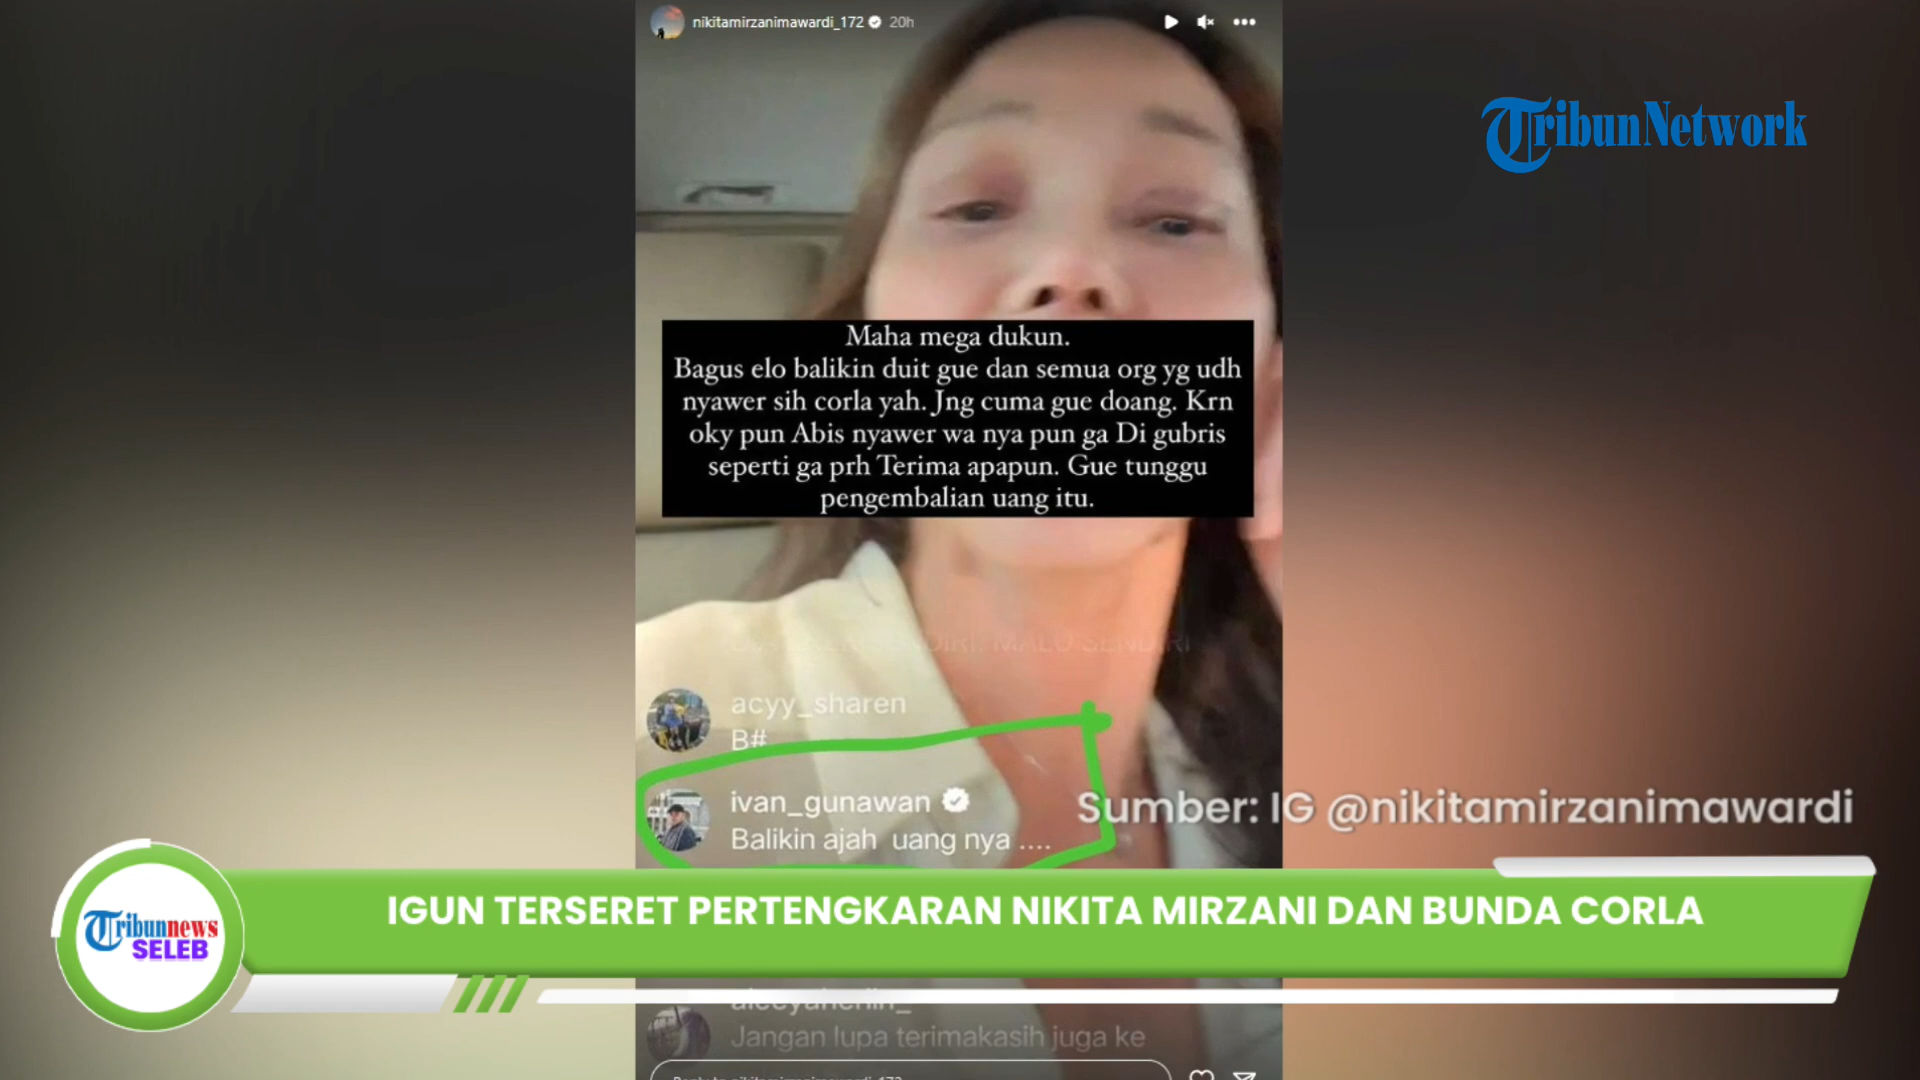 nikitamirzanimawardi_172 20h
TribunNetwork
Maha mega dukun.
Bagus elo balikin duit gue dan semua org yg udh
nyawer sih corla yah. Jng cuma gue doang. Krn
oky pun Abis nyawer wa nya pun ga Di gubris
seperti ga prh Terima apapun. Gue tunggu
pengembalian uang itu.
SENDIRI. MALU SENDIRI
acyy_sharen
B#
ivan_gunawan
Balikin ajah uang nya ....
Sumber: IG @nikitamirzanimawardi
IGUN TERSERET PERTENGKARAN NIKITA MIRZANI DAN BUNDA CORLA
Tribunnews
SELEB
Jangan lupa terimakasih juga ke